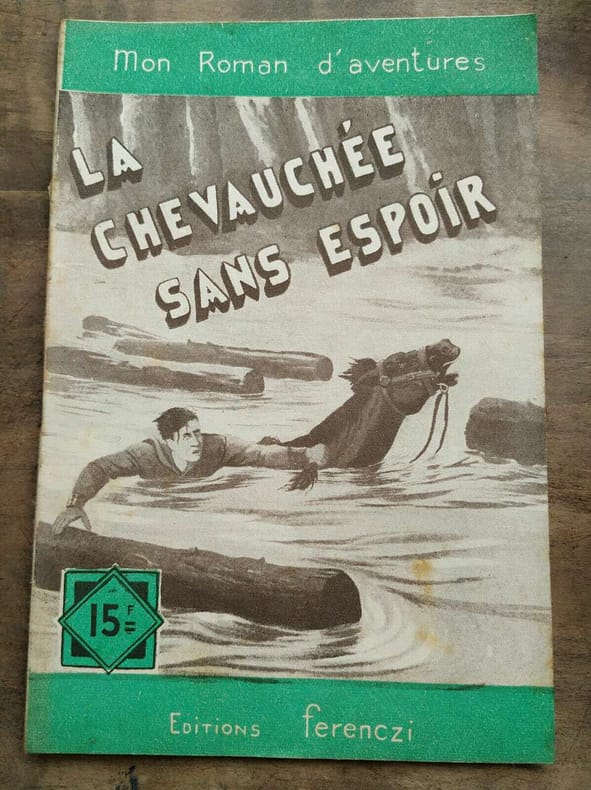 Mon Roman d'aventures
LA
CHEVAUCHÉE
SANS ESPOIR
15F
EDITIONS ferenczi